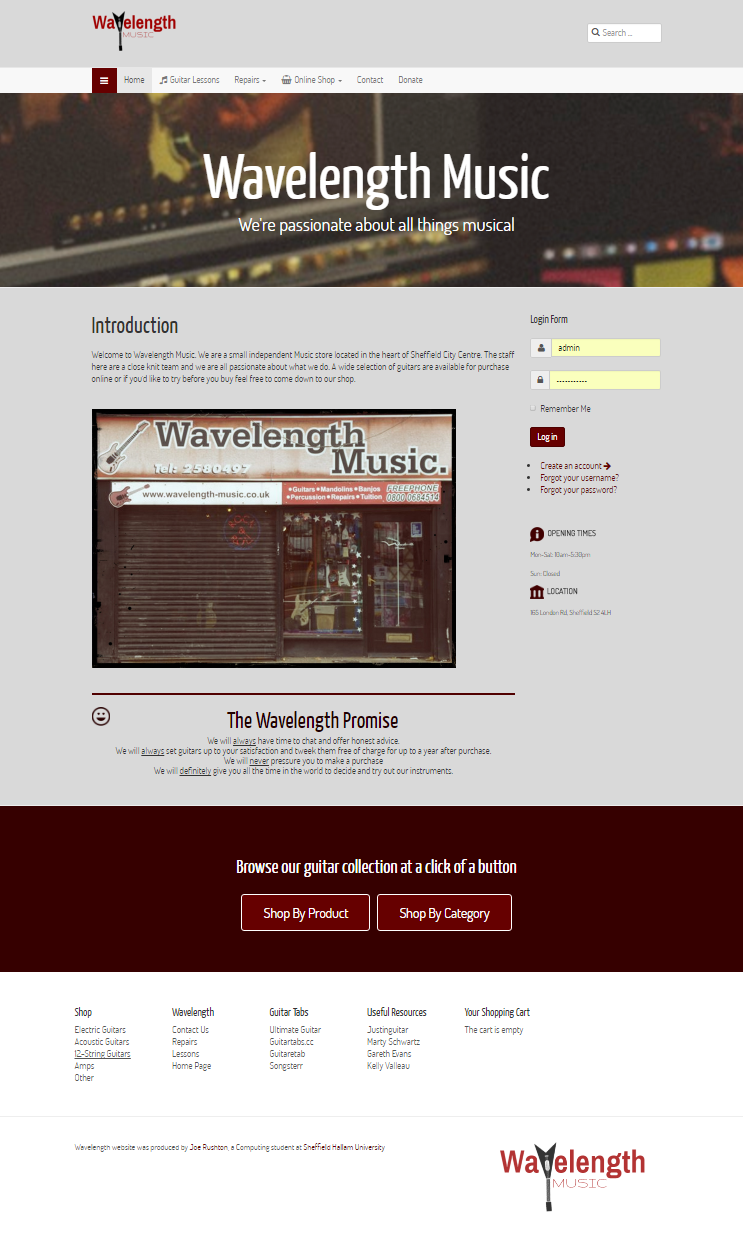 Wavelength
MUSIC
Search ...
Home
Guitar Lessons
Repairs
Online Shop
Contact
Donate
Wavelength Music
We're passionate about all things musical
Introduction
Welcome to Wavelength Music. We are a small independent Music store located in the heart of Sheffield City Centre. The staff
here are a close knit team and we are all passionate about what we do. A wide selection of guitars are available for purchase
online or if you'd like to try before you buy feel free to come down to our shop.
Wavelength
Music.
Tel: 2580497
www.wavelength-music.co.uk
•Guitars•Mandolins•Banjos
•Percussion•Repairs•Tuition
FREEPHONE
0800 0684514
The Wavelength Promise
We will always have time to chat and offer honest advice.
We will always set guitars up to your satisfaction and tweek them free of charge for up to a year after purchase.
We will never pressure you to make a purchase
We will definitely give you all the time in the world to decide and try out our instruments.
Login Form
admin
Remember Me
Log in
Create an account
Forgot your username?
Forgot your password?
OPENING TIMES
Mon-Sat: 10am-5:30pm
Sun: Closed
LOCATION
165 London Rd, Sheffield S2 4LH
Browse our guitar collection at a click of a button
Shop By Product
Shop By Category
Shop
Electric Guitars
Acoustic Guitars
12-String Guitars
Amps
Other
Wavelength
Contact Us
Repairs
Lessons
Home Page
Guitar Tabs
Ultimate Guitar
Guitartabs.cc
Guitaretab
Songsterr
Useful Resources
Justinguitar
Marty Schwartz
Gareth Evans
Kelly Valleau
Your Shopping Cart
The cart is empty
Wavelength website was produced by Joe Rushton, a Computing student at Sheffield Hallam University
Wavelength
MUSIC